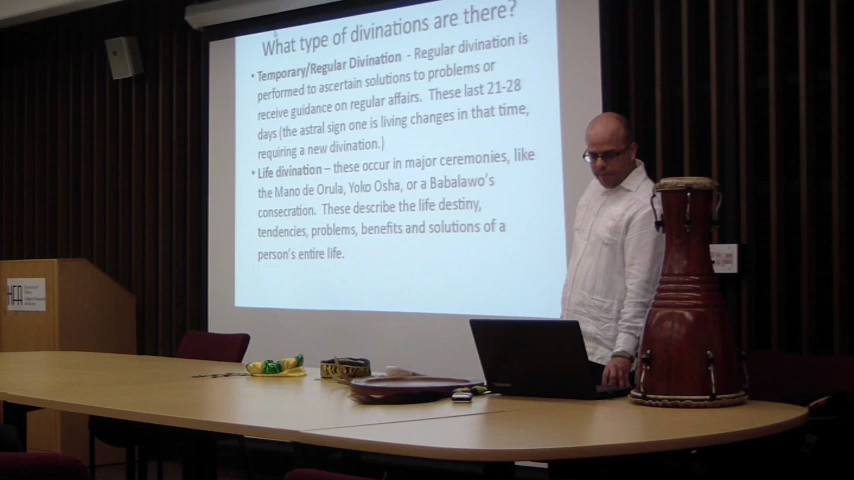 What type of divinations are there?
• Temporary/Regular Divination - Regular divination is
performed to ascertain solutions to problems or
receive guidance on regular affairs. These last 21-28
days (the astral sign one is living changes in that time,
requiring a new divination.)
• Life divination – these occur in major ceremonies, like
the Mano de Orula, Yoko Osha, or a Babalawo's
consecration. These describe the life destiny,
tendencies, problems, benefits and solutions of a
person's entire life.
HFA